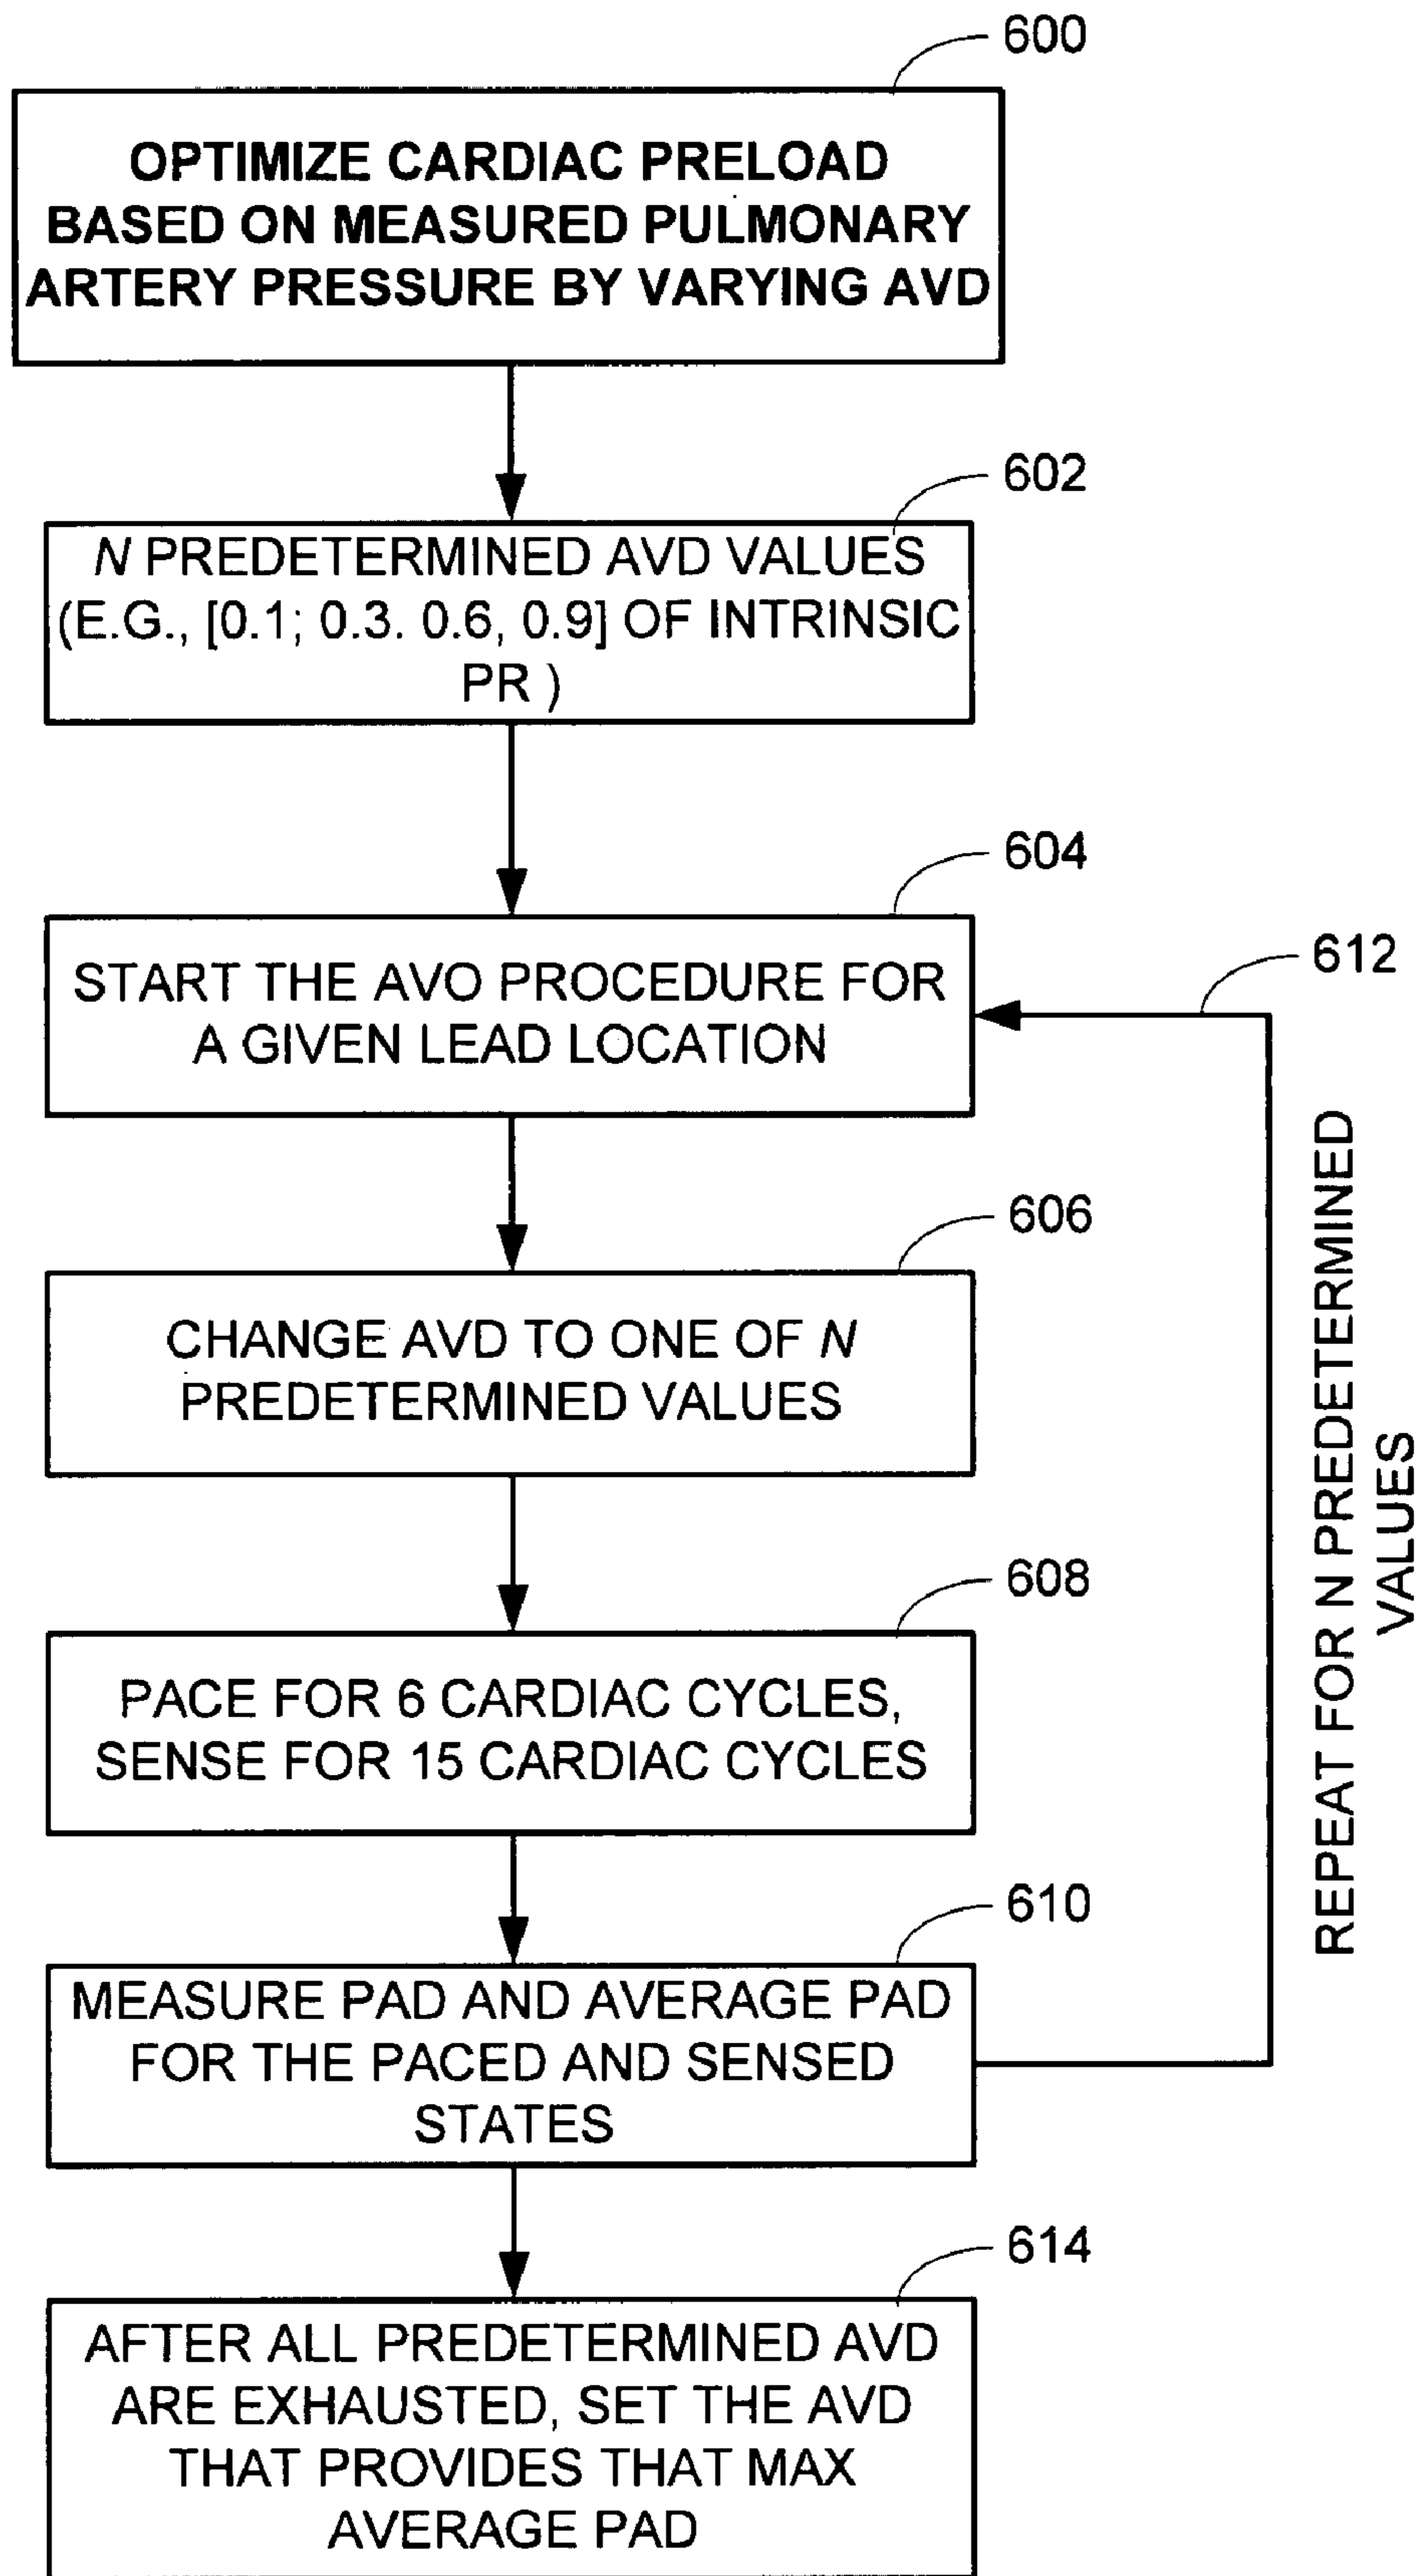 600
OPTIMIZE CARDIAC PRELOAD
BASED ON MEASURED PULMONARY
ARTERY PRESSURE BY VARYING AVD
602
N PREDETERMINED AVD VALUES
(E.G., [0.1; 0.3. 0.6, 0.9] OF INTRINSIC
PR )
604
START THE AVO PROCEDURE FOR
A GIVEN LEAD LOCATION
612
606
CHANGE AVD TO ONE OF N
PREDETERMINED VALUES
REPEAT FOR N PREDETERMINED
VALUES
608
PACE FOR 6 CARDIAC CYCLES,
SENSE FOR 15 CARDIAC CYCLES
610
MEASURE PAD AND AVERAGE PAD
FOR THE PACED AND SENSED
STATES
614
AFTER ALL PREDETERMINED AVD
ARE EXHAUSTED, SET THE AVD
THAT PROVIDES THAT MAX
AVERAGE PAD